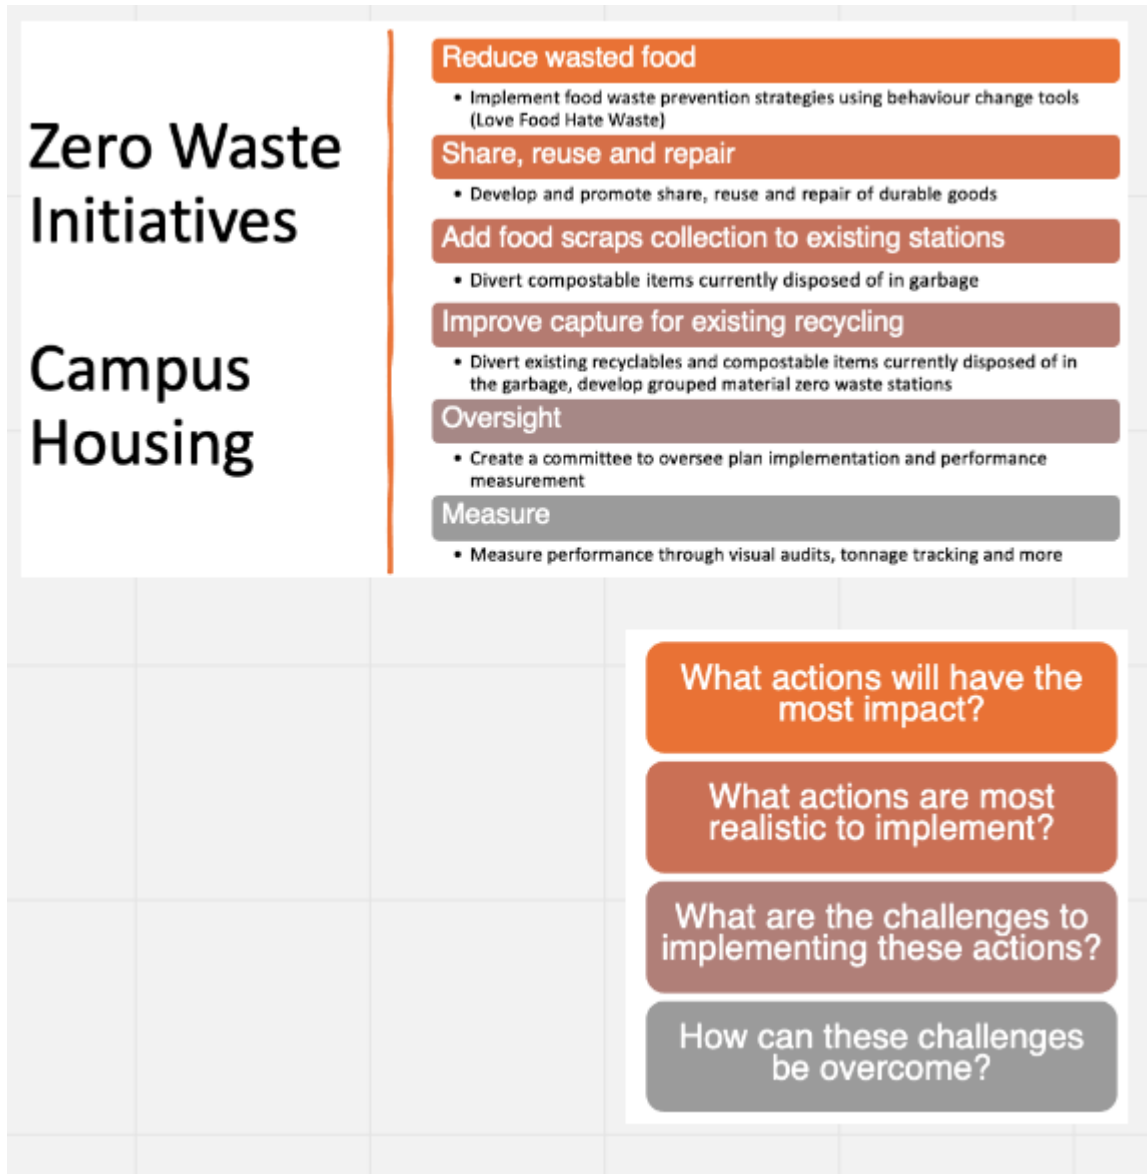 Zero Waste
Initiatives
Campus
Housing
Reduce wasted food
• Implement food waste prevention strategies using behaviour change tools
(Love Food Hate Waste)
Share, reuse and repair
• Develop and promote share, reuse and repair of durable goods
Add food scraps collection to existing stations
• Divert compostable items currently disposed of in garbage
Improve capture for existing recycling
• Divert existing recyclables and compostable items currently disposed of in
the garbage, develop grouped material zero waste stations
Oversight
• Create a committee to oversee plan implementation and performance
measurement
Measure
• Measure performance through visual audits, tonnage tracking and more
What actions will have the
most impact?
What actions are most
realistic to implement?
What are the challenges to
implementing these actions?
How can these challenges
be overcome?